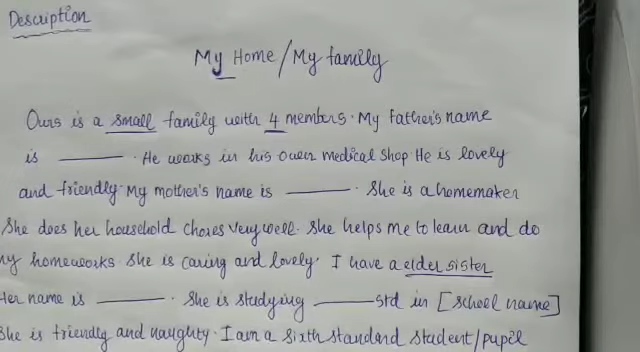 Description
My Home/My family
Ours is a small family with 4 members. My Father's name
is ______. He works in his own medical shop He is lovely
and friendly. My mother's name is ______. She is a homemaker
She does her household chores very well. She helps me to learn and do
my homeworks. She is caring and lovely. I have a elder sister
Her name is ______. She is studying ______std in [school name]
She is friendly and naughty. I am a sixth standard student/pupil